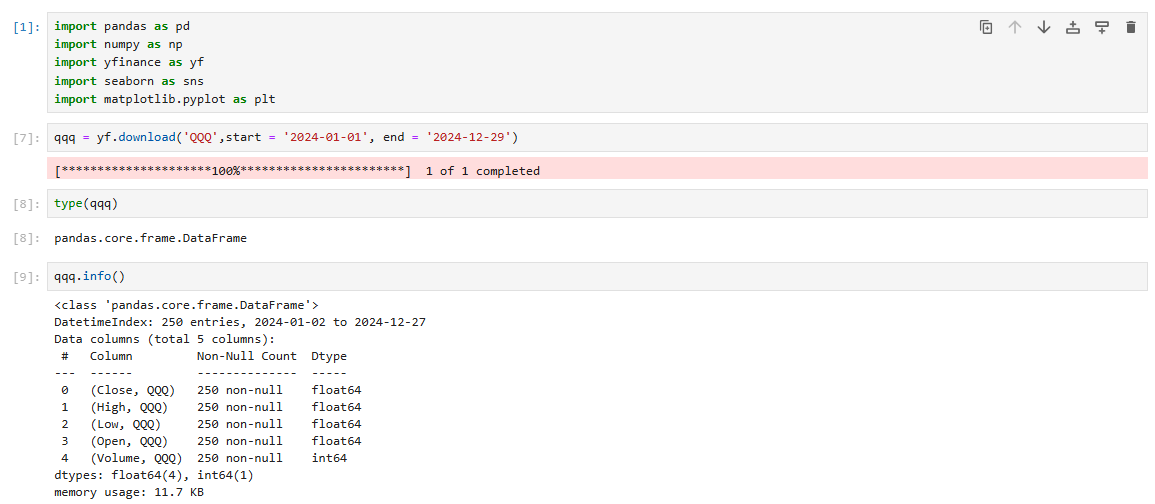 [1]: import pandas as pd
import numpy as np
import yfinance as yf
import seaborn as sns
import matplotlib.pyplot as plt
[7]: qqq = yf.download('QQQ',start = '2024-01-01', end = '2024-12-29')
[*********************100%***********************]  1 of 1 completed
[8]: type(qqq)
[8]: pandas.core.frame.DataFrame
[9]: qqq.info()
<class 'pandas.core.frame.DataFrame'>
DatetimeIndex: 250 entries, 2024-01-02 to 2024-12-27
Data columns (total 5 columns):
 #   Column         Non-Null Count  Dtype
---  ------         --------------  -----
 0   (Close, QQQ)   250 non-null    float64
 1   (High, QQQ)    250 non-null    float64
 2   (Low, QQQ)     250 non-null    float64
 3   (Open, QQQ)    250 non-null    float64
 4   (Volume, QQQ)  250 non-null    int64
dtypes: float64(4), int64(1)
memory usage: 11.7 KB